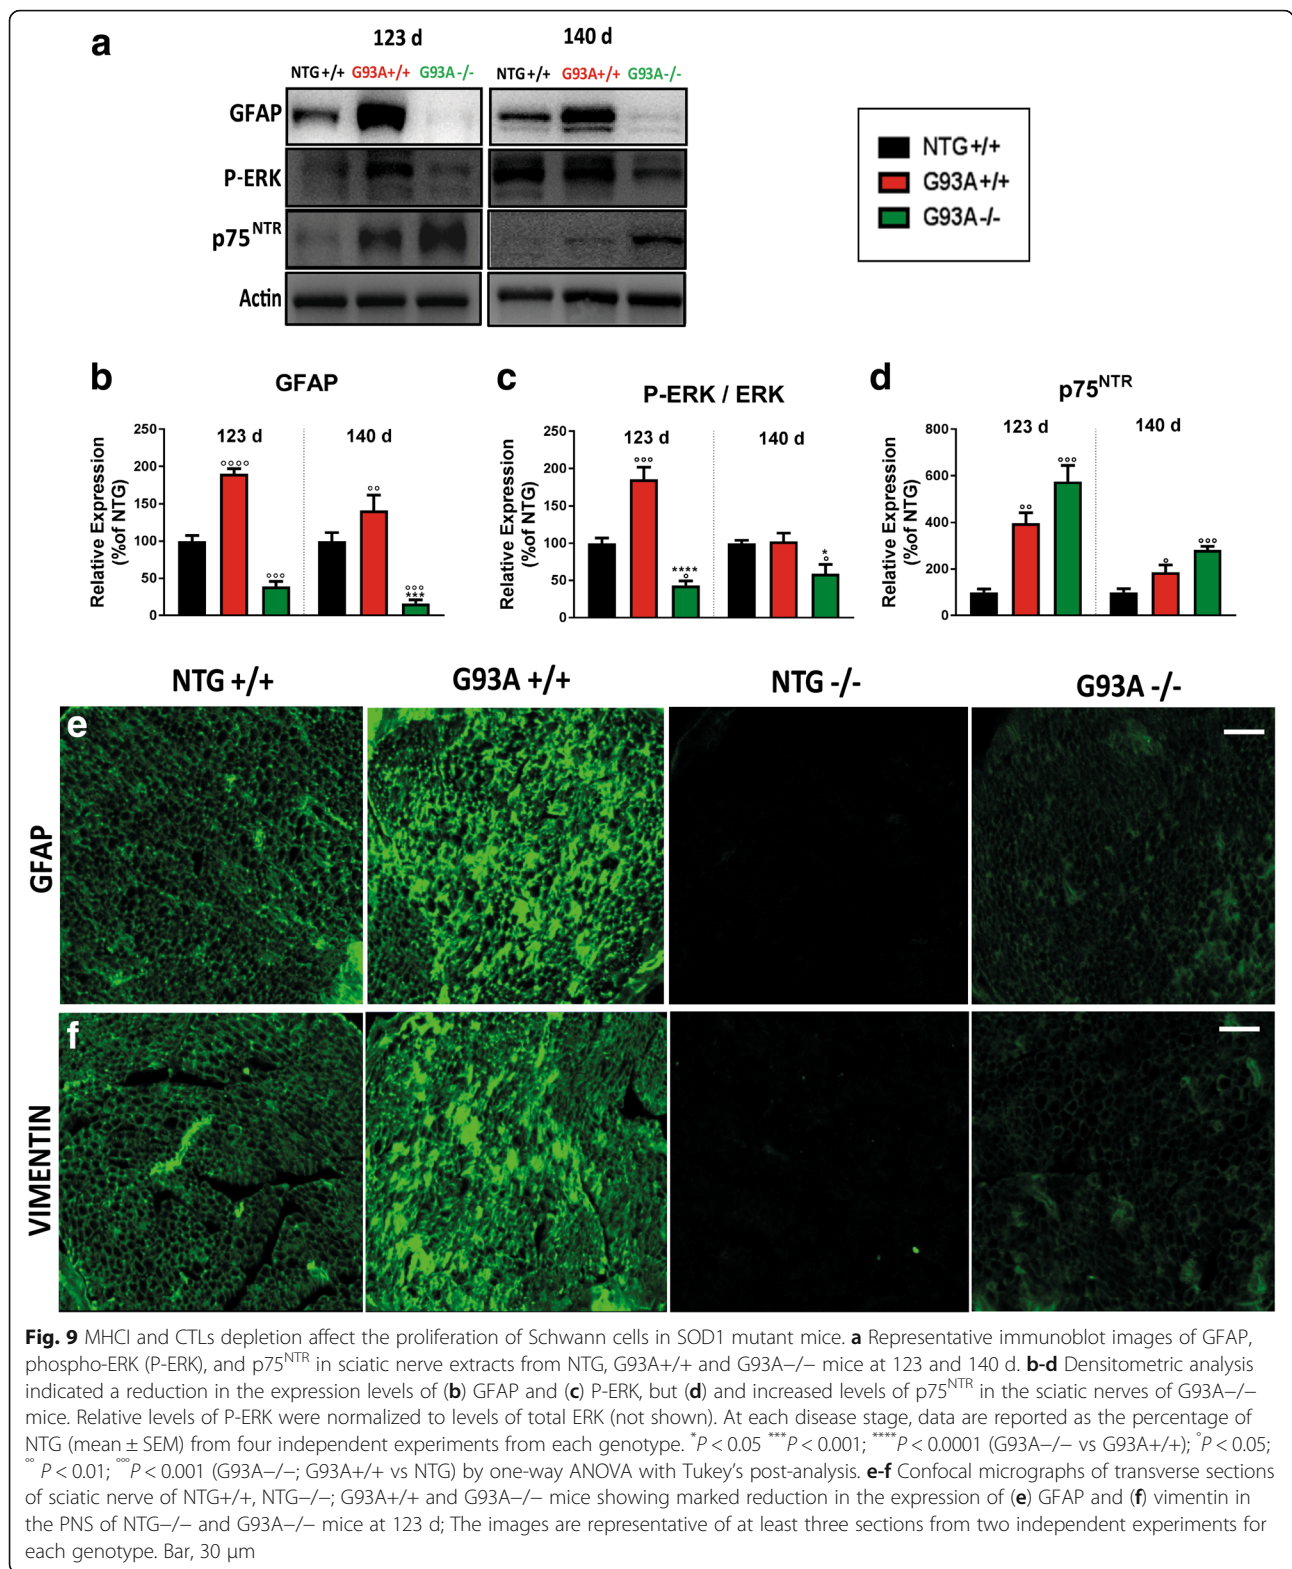 a
123 d
140 d
NTG+/+ G93A+/+ G93A-/-
NTG+/+ G93A+/+ G93A-/-
GFAP
P-ERK
p75NTR
Actin
NTG+/+
G93A+/+
G93A-/-
b
GFAP
Relative Expression
(%of NTG)
250
200
150
100
50
0
123 d
140 d
°°°°
°°°
°°
°°°
***
c
P-ERK / ERK
Relative Expression
(%of NTG)
250
200
150
100
50
0
123 d
140 d
°°°
****
°
*
°
d
p75NTR
Relative Expression
(%of NTG)
800
600
400
200
0
123 d
140 d
°°
°°°
°
°°°
NTG +/+
G93A +/+
NTG -/-
G93A -/-
e
GFAP
f
VIMENTIN
Fig. 9 MHCI and CTLs depletion affect the proliferation of Schwann cells in SOD1 mutant mice. a Representative immunoblot images of GFAP,
phospho-ERK (P-ERK), and p75NTR in sciatic nerve extracts from NTG, G93A+/+ and G93A−/− mice at 123 and 140 d. b-d Densitometric analysis
indicated a reduction in the expression levels of (b) GFAP and (c) P-ERK, but (d) and increased levels of p75NTR in the sciatic nerves of G93A−/−
mice. Relative levels of P-ERK were normalized to levels of total ERK (not shown). At each disease stage, data are reported as the percentage of
NTG (mean ± SEM) from four independent experiments from each genotype. *P < 0.05 ***P < 0.001; ****P < 0.0001 (G93A−/− vs G93A+/+); °P < 0.05;
°° P < 0.01; °°°P < 0.001 (G93A−/−; G93A+/+ vs NTG) by one-way ANOVA with Tukey's post-analysis. e-f Confocal micrographs of transverse sections
of sciatic nerve of NTG+/+, NTG−/−; G93A+/+ and G93A−/− mice showing marked reduction in the expression of (e) GFAP and (f) vimentin in
the PNS of NTG−/− and G93A−/− mice at 123 d; The images are representative of at least three sections from two independent experiments for
each genotype. Bar, 30 μm